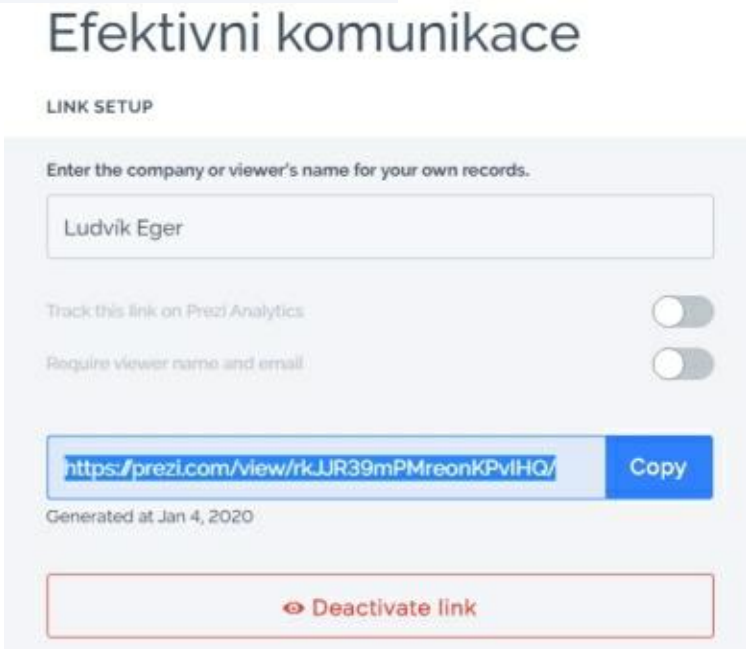 Efektivni komunikace
LINK SETUP
Enter the company or viewer's name for your own records.
Ludvík Eger
Track this link on Prezi Analytics
Require viewer name and email
https://prezi.com/view/rkJJR39mPMreonKPvIHQ/
Copy
Generated at Jan 4, 2020
Deactivate link